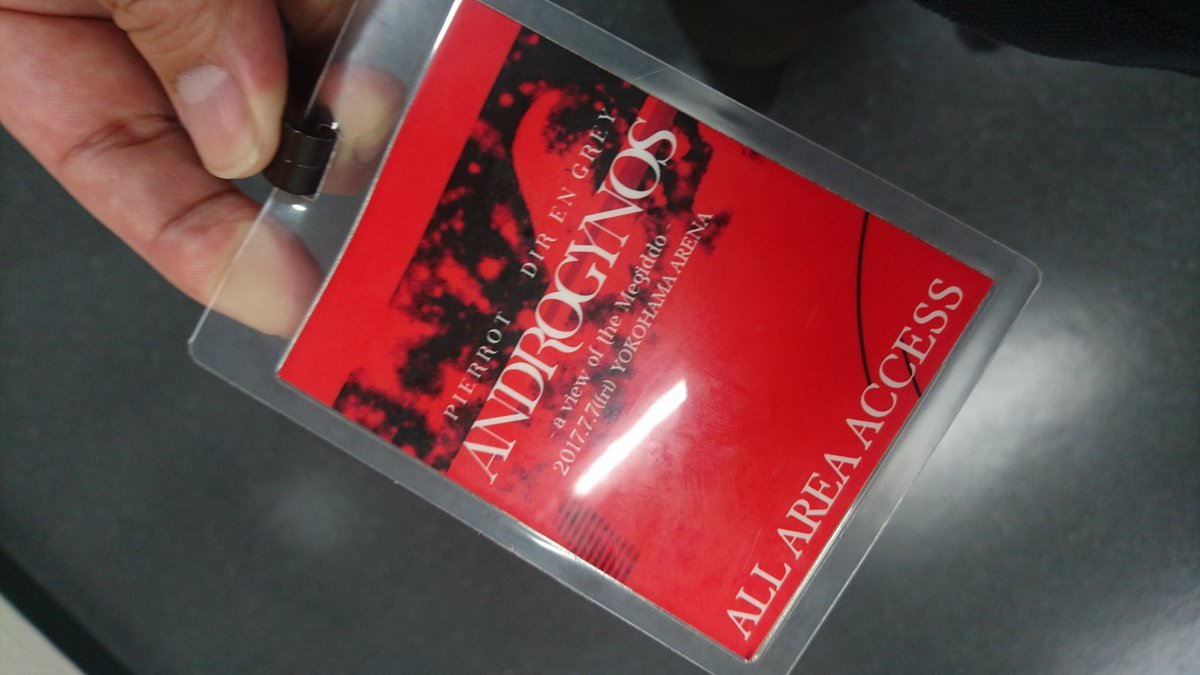 PIERROT DIR EN GREY
ANDROGYNOS
- a view of the Megiddo -
2017.7.7(fri) YOKOHAMA ARENA
ALL AREA ACCESS